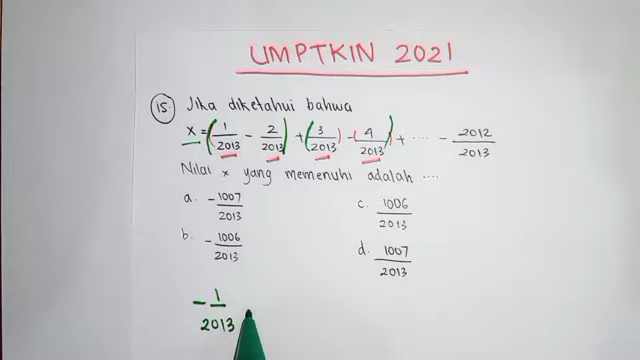 UMPTKIN 2021
15. Jika diketahui bahwa
x = (1/2013 - 2/2013) + (3/2013) - (4/2013) + .... - 2012/2013
Nilai x yang memenuhi adalah ....
a. -1007/2013
c. 1006/2013
b. -1006/2013
d. 1007/2013
-1/2013